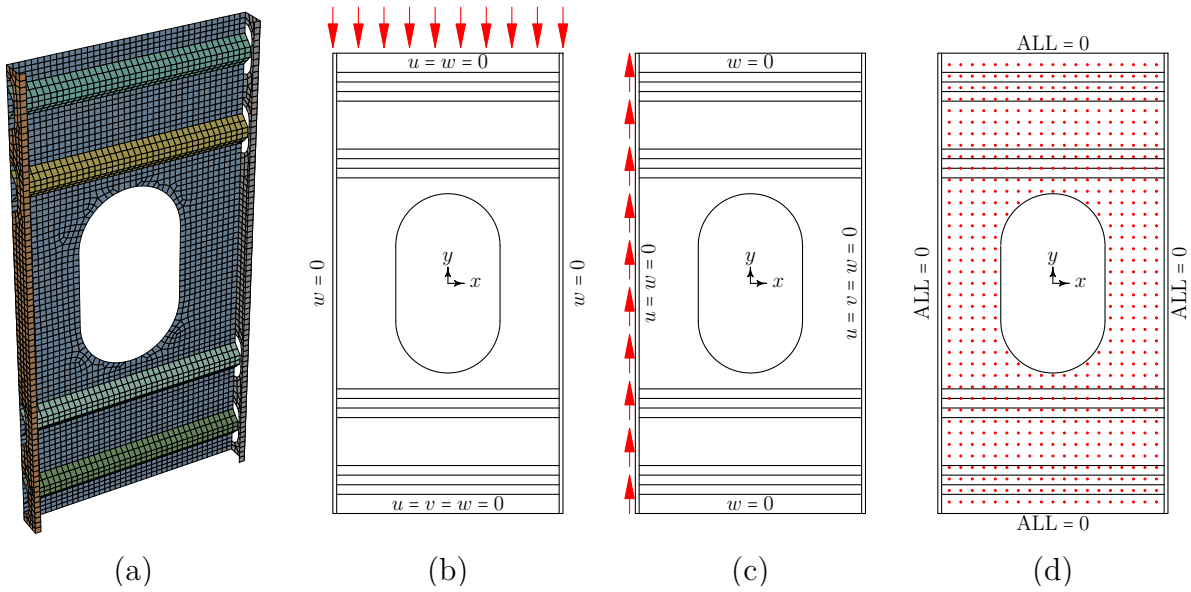 u = w = 0
w = 0
w = 0
y
x
u = v = w = 0
w = 0
u = w = 0
u = v = w = 0
y
x
w = 0
ALL = 0
ALL = 0
ALL = 0
y
x
ALL = 0
(a)
(b)
(c)
(d)